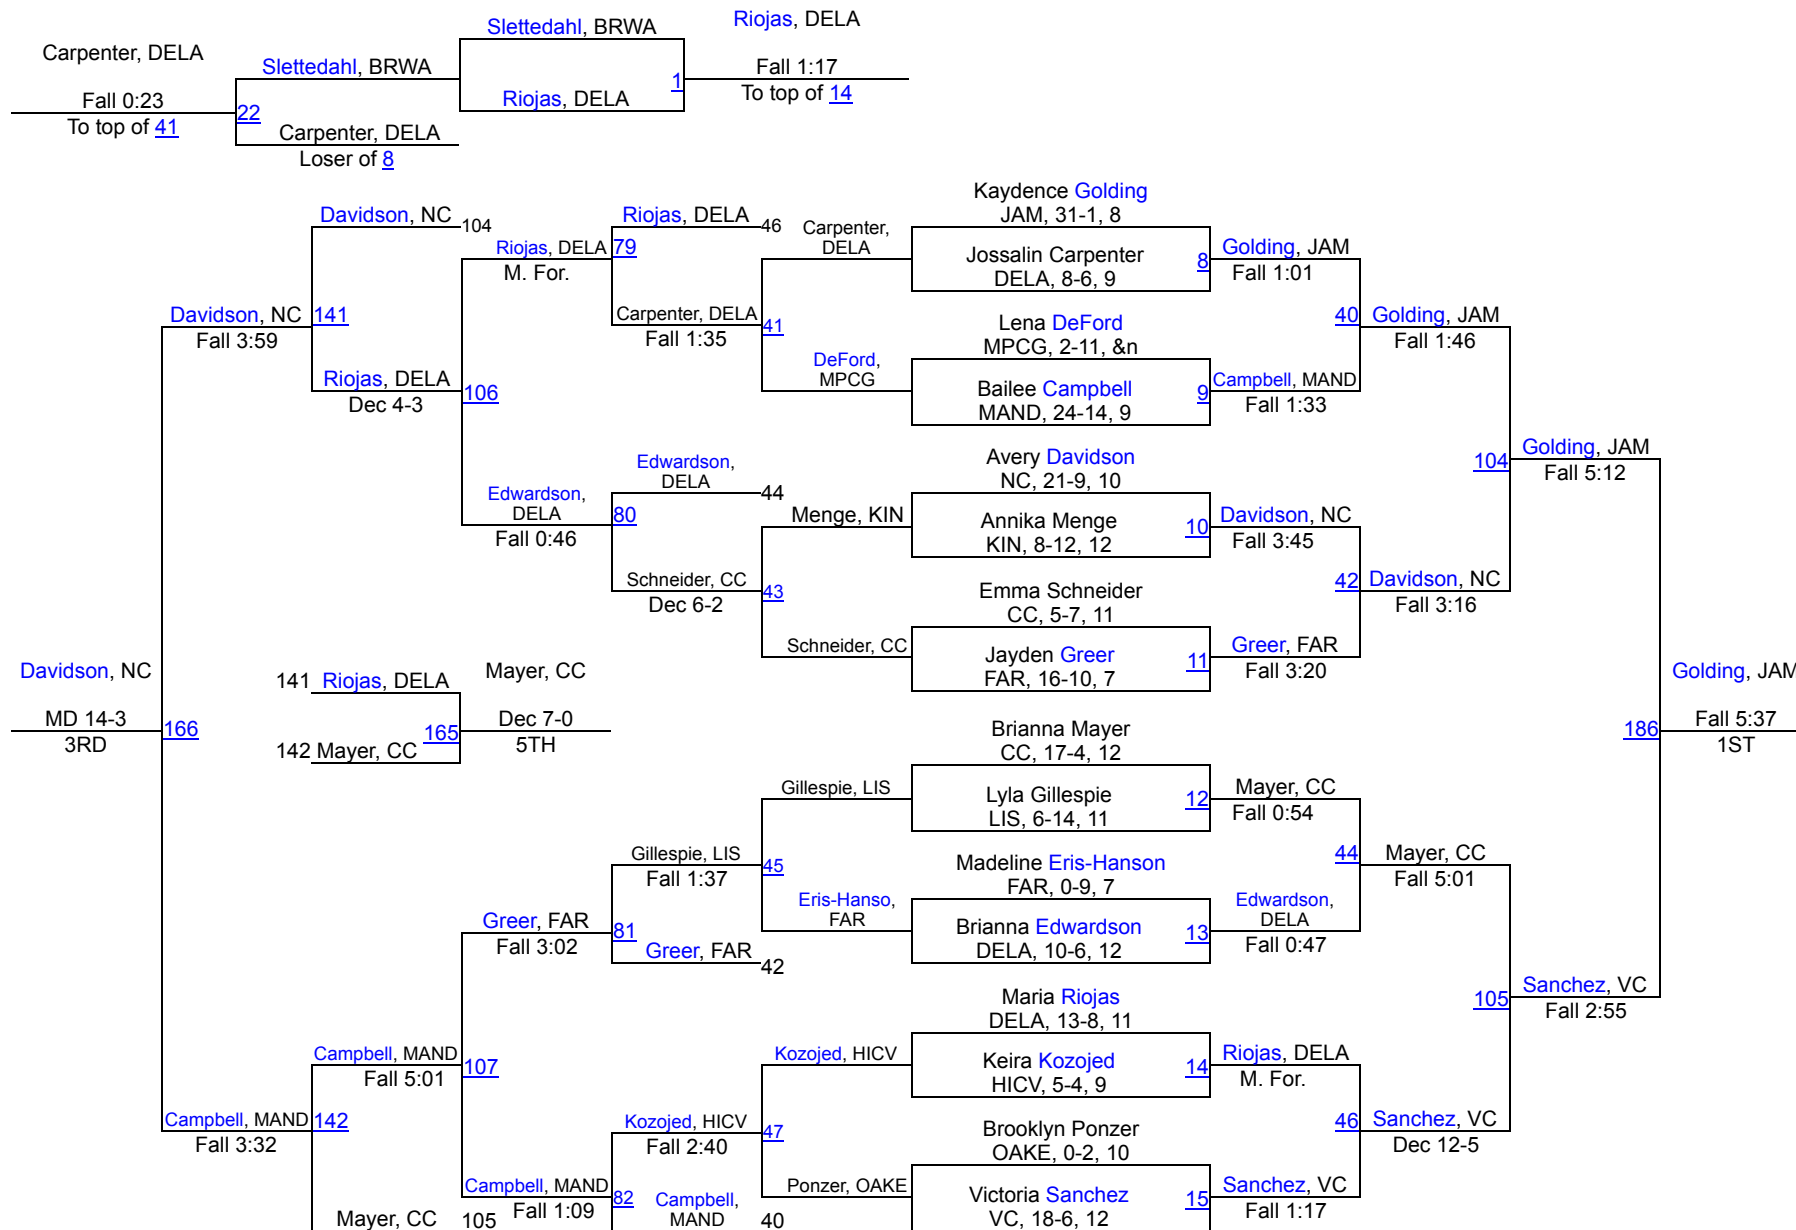 Slettedahl, BRWA
Riojas, DELA
Carpenter, DELA
Slettedahl, BRWA
1
Fall 1:17
Fall 0:23
Riojas, DELA
To top of 14
22
To top of 41
Carpenter, DELA
Loser of 8
Kaydence Golding
JAM, 31-1, 8
Davidson, NC
104
Riojas, DELA
46
Carpenter,
DELA
Riojas, DELA
79
M. For.
Jossalin Carpenter
DELA, 8-6, 9
8
Golding, JAM
Fall 1:01
Davidson, NC
141
Fall 3:59
Carpenter, DELA
41
Fall 1:35
Lena DeFord
MPCG, 2-11, &n
40
Golding, JAM
Fall 1:46
DeFord,
MPCG
Riojas, DELA
106
Dec 4-3
Bailee Campbell
MAND, 24-14, 9
9
Campbell, MAND
Fall 1:33
Avery Davidson
NC, 21-9, 10
104
Golding, JAM
Fall 5:12
Edwardson,
DELA
44
Edwardson,
DELA
80
Fall 0:46
Menge, KIN
Annika Menge
KIN, 8-12, 12
10
Davidson, NC
Fall 3:45
Schneider, CC
43
Dec 6-2
Emma Schneider
CC, 5-7, 11
42
Davidson, NC
Fall 3:16
Schneider, CC
Jayden Greer
FAR, 16-10, 7
11
Greer, FAR
Fall 3:20
Davidson, NC
141
Riojas, DELA
Mayer, CC
Golding, JAM
MD 14-3
3RD
166
142
Mayer, CC
165
Dec 7-0
5TH
186
Fall 5:37
1ST
Brianna Mayer
CC, 17-4, 12
Gillespie, LIS
Lyla Gillespie
LIS, 6-14, 11
12
Mayer, CC
Fall 0:54
Gillespie, LIS
45
Fall 1:37
Madeline Eris-Hanson
FAR, 0-9, 7
44
Mayer, CC
Fall 5:01
Eris-Hanso,
FAR
Edwardson,
DELA
Greer, FAR
81
Fall 3:02
Greer, FAR
42
Brianna Edwardson
DELA, 10-6, 12
13
Fall 0:47
Maria Riojas
DELA, 13-8, 11
105
Sanchez, VC
Fall 2:55
Campbell, MAND
107
Fall 5:01
Kozojed, HICV
Keira Kozojed
HICV, 5-4, 9
14
Riojas, DELA
M. For.
Campbell, MAND
142
Fall 3:32
Kozojed, HICV
47
Fall 2:40
Brooklyn Ponzer
OAKE, 0-2, 10
46
Sanchez, VC
Dec 12-5
Campbell, MAND
82
Fall 1:09
Ponzer, OAKE
Victoria Sanchez
VC, 18-6, 12
15
Sanchez, VC
Fall 1:17
Mayer, CC
105
Campbell,
MAND
40